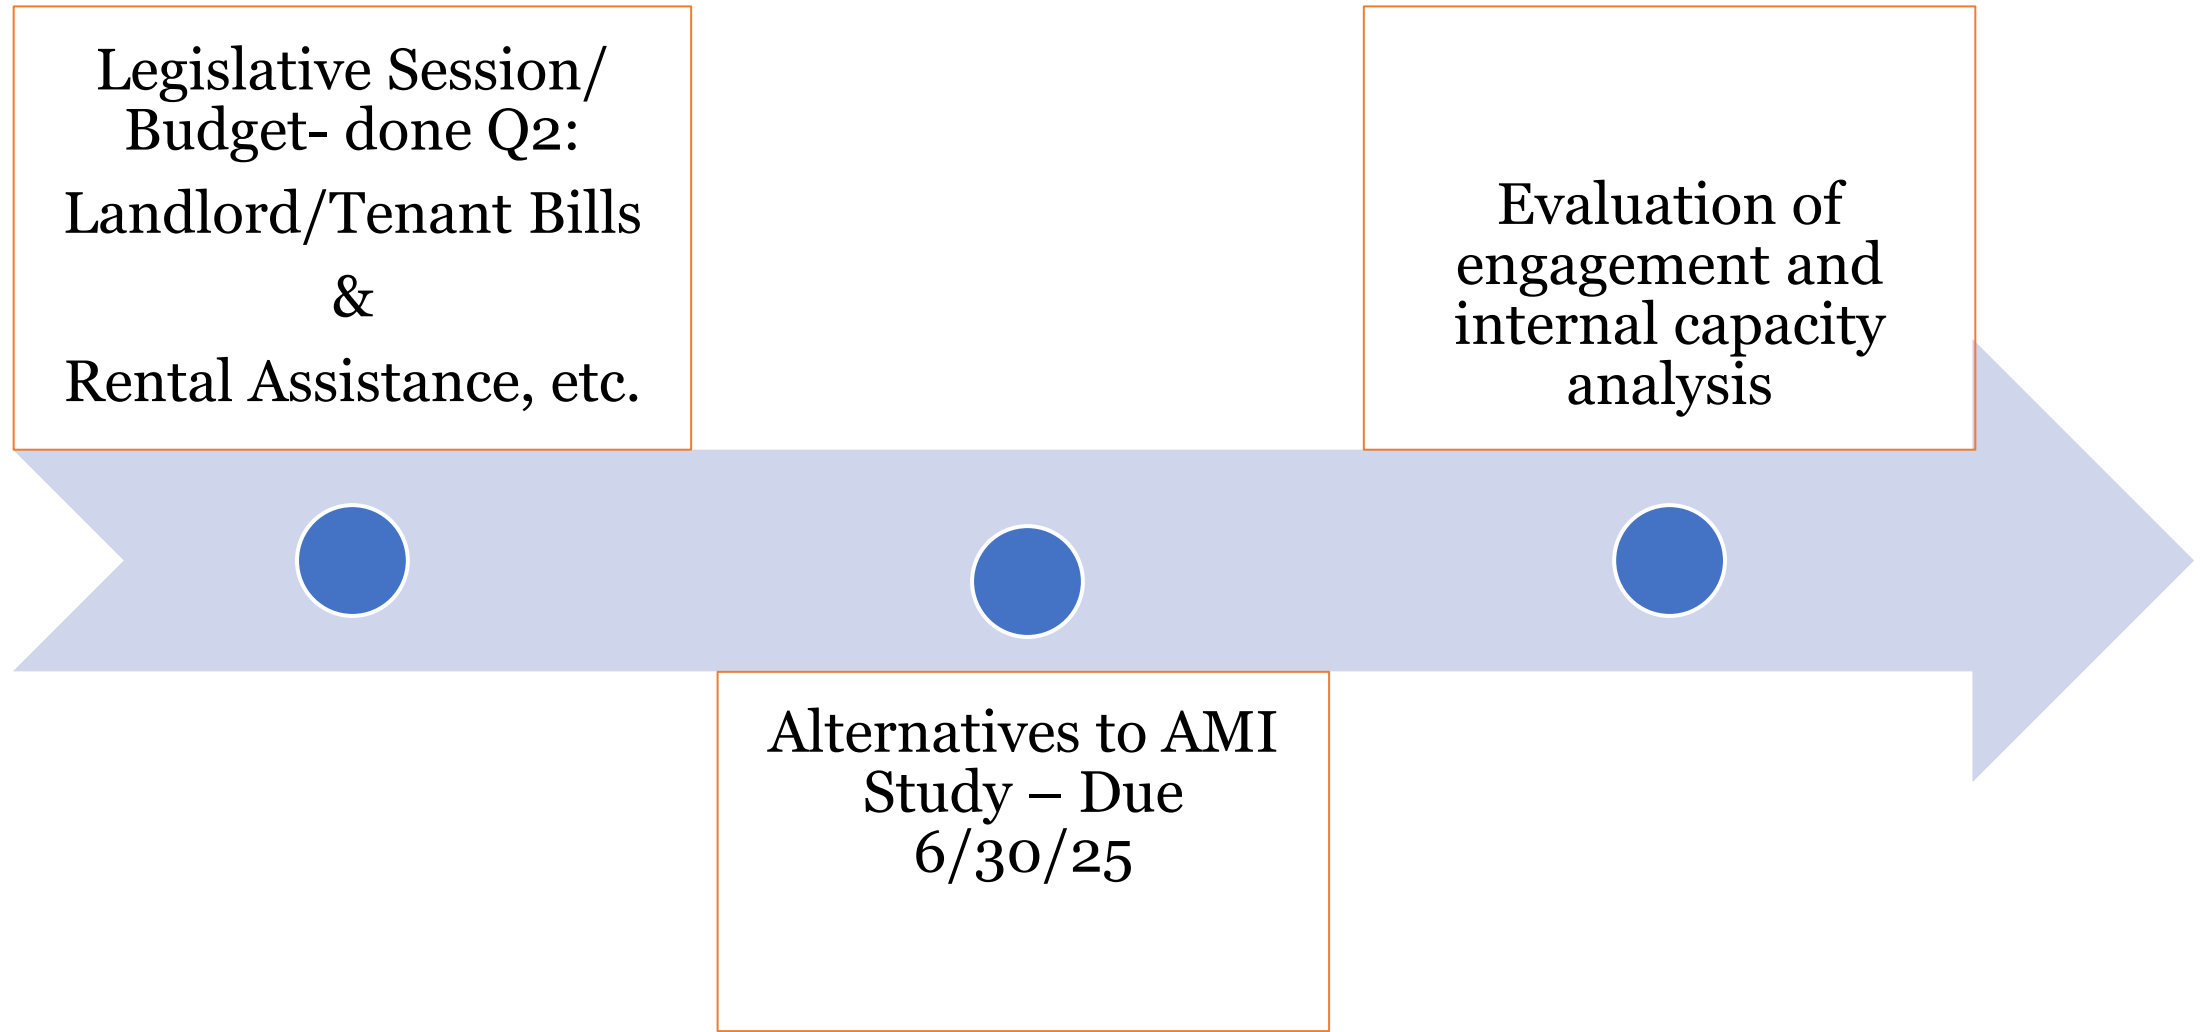 Legislative Session/
Budget- done Q2:
Landlord/Tenant Bills
&
Rental Assistance, etc.
Alternatives to AMI
Study – Due
6/30/25
Evaluation of
engagement and
internal capacity
analysis